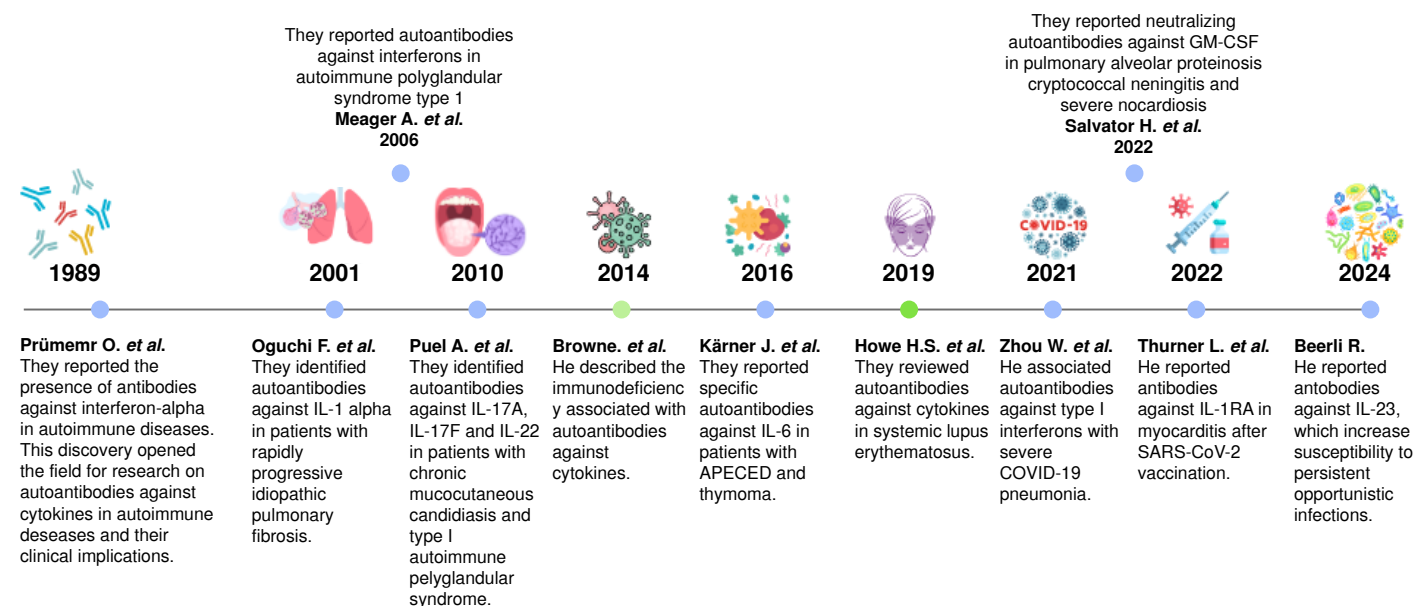 They reported autoantibodies
against interferons in
autoimmune polyglandular
syndrome type 1
Meager A. et al.
2006
They reported neutralizing
autoantibodies against GM-CSF
in pulmonary alveolar proteinosis
cryptococcal neningitis and
severe nocardiosis
Salvator H. et al.
2022
COVID-19
1989
2001
2010
2014
2016
2019
2021
2022
2024
Prümemr O. et al.
They reported the
presence of antibodies
against interferon-alpha
in autoimmune diseases.
This discovery opened
the field for research on
autoantibodies against
cytokines in autoimmune
deseases and their
clinical implications.
Oguchi F. et al.
They identified
autoantibodies
against IL-1 alpha
in patients with
rapidly
progressive
idiopathic
pulmonary
fibrosis.
Puel A. et al.
They identified
autoantibodies
against IL-17A,
IL-17F and IL-22
in patients with
chronic
mucocutaneous
candidiasis and
type I
autoimmune
pelyglandular
syndrome.
Browne. et al.
He described the
immunodeficienc
y associated with
autoantibodies
against
cytokines.
Kärner J. et al.
They reported
specific
autoantibodies
against IL-6 in
patients with
APECED and
thymoma.
Howe H.S. et al.
They reviewed
autoantibodies
against cytokines
in systemic lupus
erythematosus.
Zhou W. et al.
He associated
autoantibodies
against type I
interferons with
severe
COVID-19
pneumonia.
Thurner L. et al.
He reported
antibodies
against IL-1RA in
myocarditis after
SARS-CoV-2
vaccination.
Beerli R.
He reported
antobodies
against IL-23,
which increase
susceptibility to
persistent
opportunistic
infections.